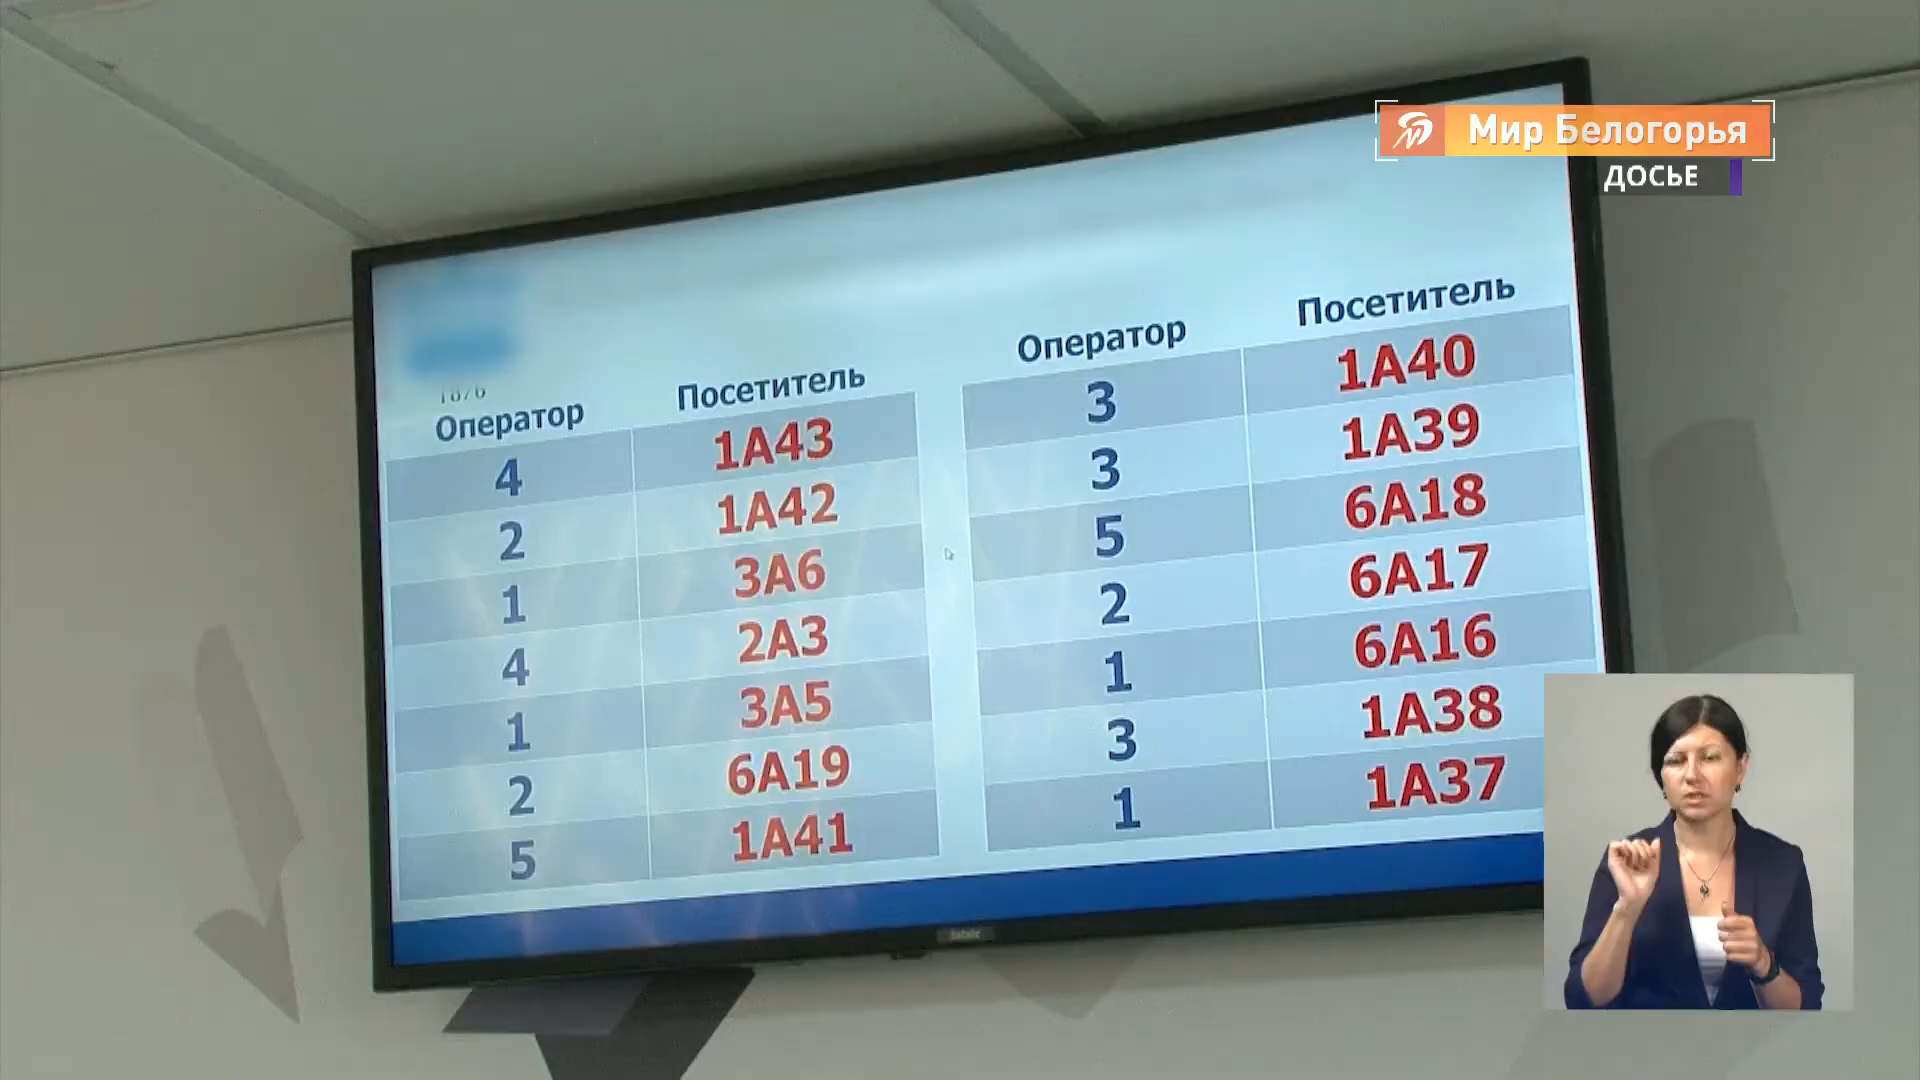 Мир Белогорья
ДОСЬЕ
Оператор Посетитель
4 1А43
2 1А42
1 3А6
4 2А3
1 3А5
2 6А19
5 1А41
Оператор Посетитель
3 1А40
3 1А39
5 6А18
2 6А17
1 6А16
3 1А38
1 1А37